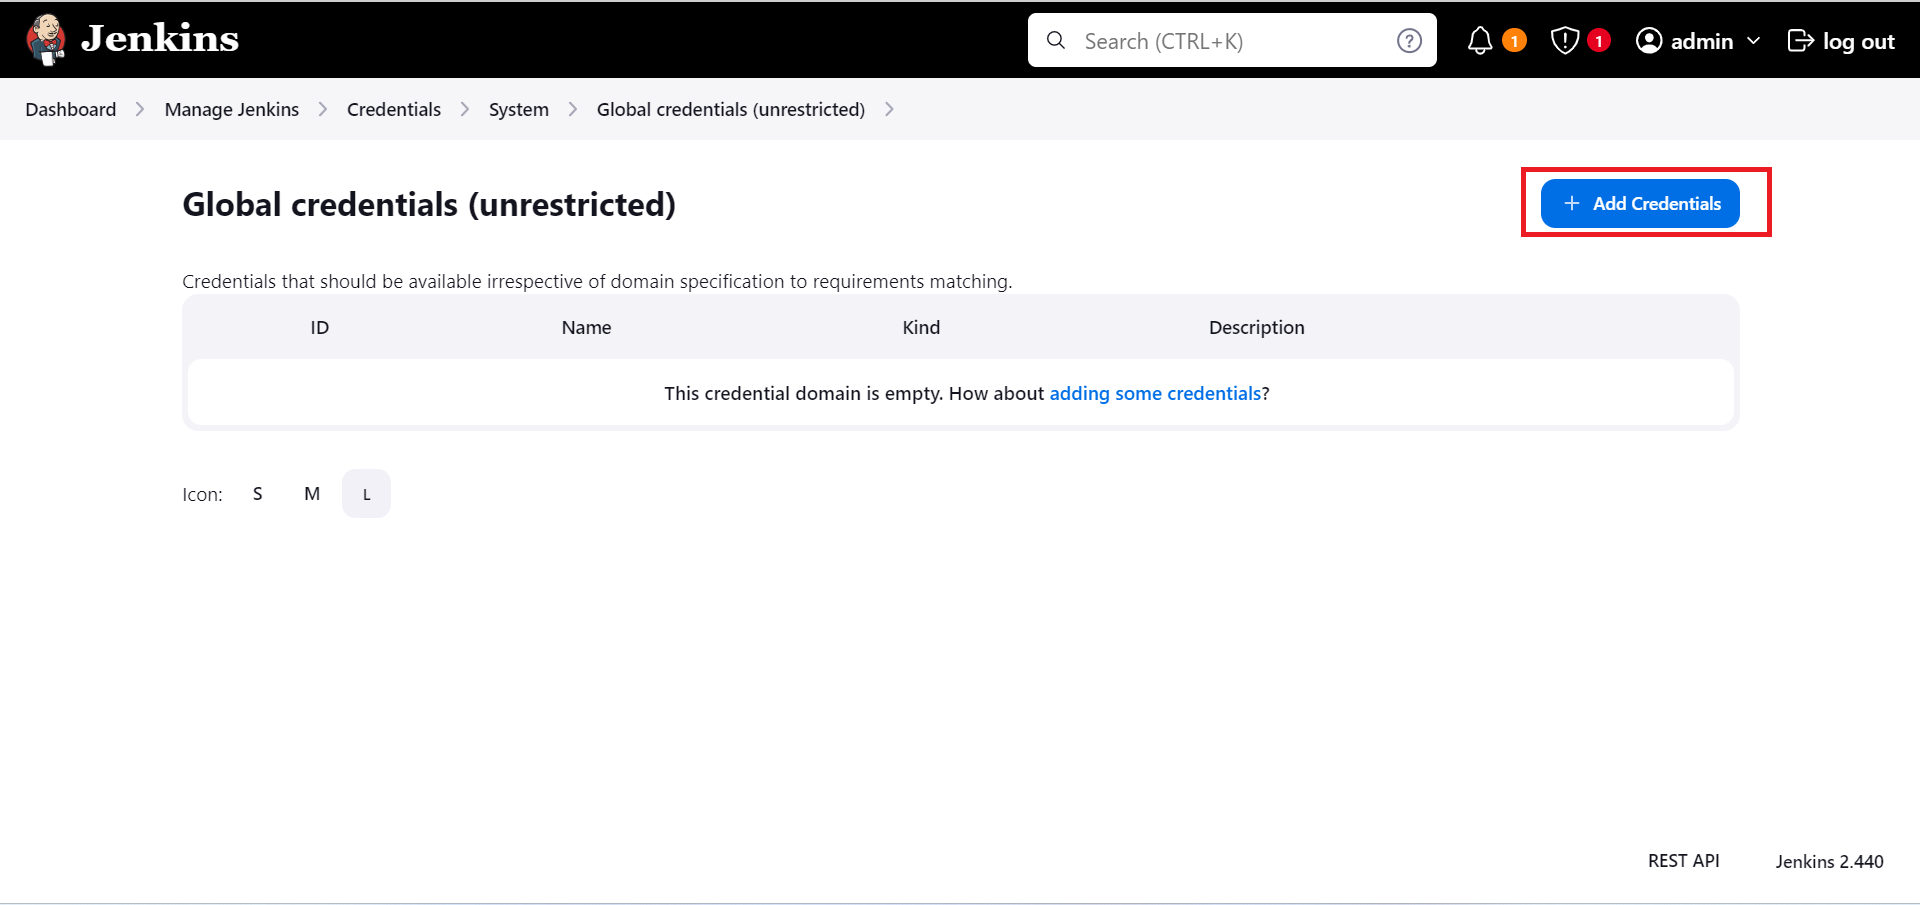 Jenkins
Search (CTRL+K)
?
1
1
admin
log out
Dashboard
Manage Jenkins
Credentials
System
Global credentials (unrestricted)
Global credentials (unrestricted)
+ Add Credentials
Credentials that should be available irrespective of domain specification to requirements matching.
ID Name Kind Description
This credential domain is empty. How about adding some credentials?
Icon: S M L
REST API Jenkins 2.440